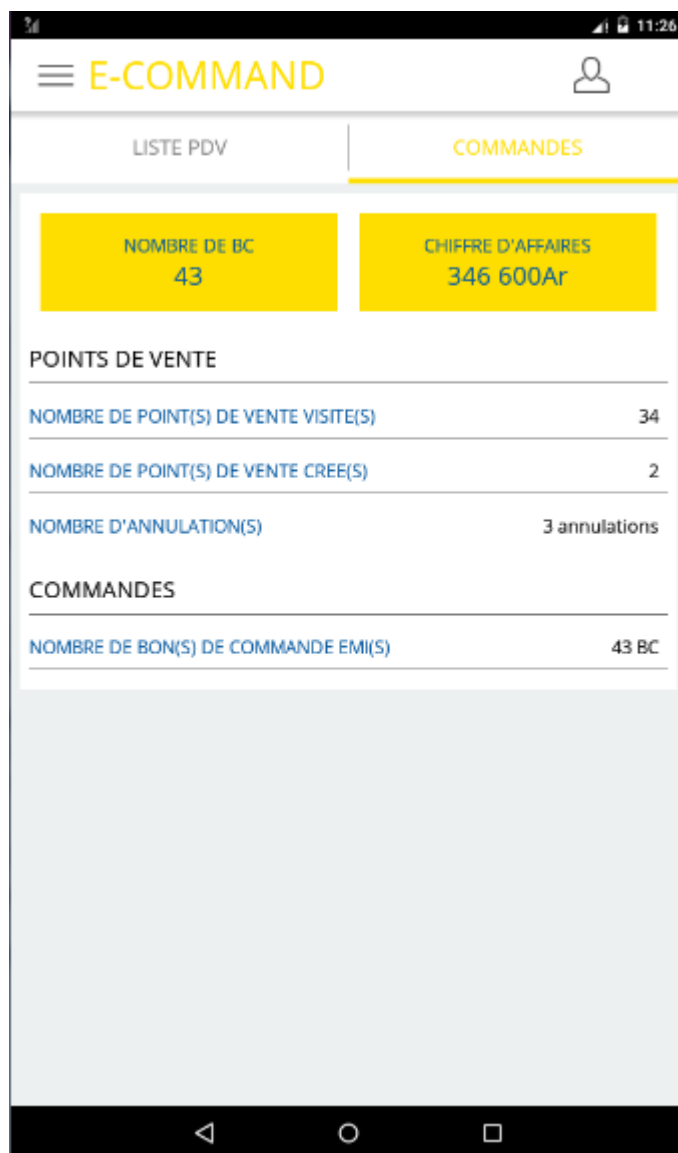 11:26
E-COMMAND
LISTE PDV COMMANDES
NOMBRE DE BC
43
CHIFFRE D'AFFAIRES
346 600Ar
POINTS DE VENTE
NOMBRE DE POINT(S) DE VENTE VISITE(S) 34
NOMBRE DE POINT(S) DE VENTE CREE(S) 2
NOMBRE D'ANNULATION(S) 3 annulations
COMMANDES
NOMBRE DE BON(S) DE COMMANDE EMI(S) 43 BC